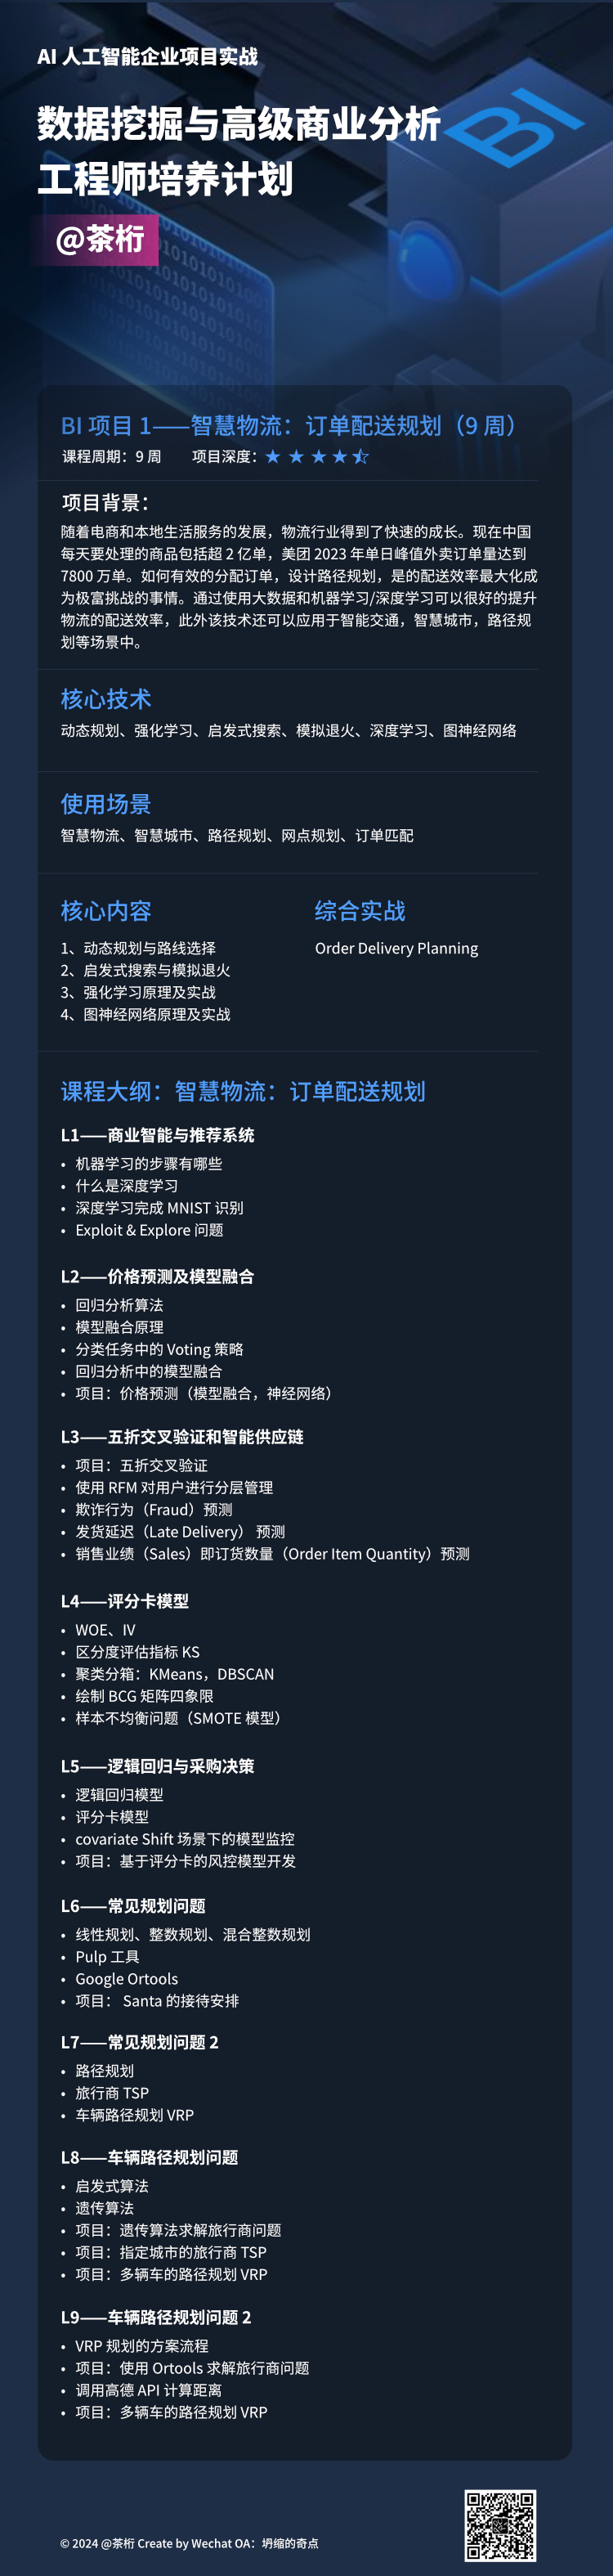 AI 人工智能企业项目实战
BI
数据挖掘与高级商业分析
工程师培养计划
@茶桁
BI 项目 1——智慧物流：订单配送规划（9 周）
课程周期：9 周 项目深度：
项目背景：
随着电商和本地生活服务的发展，物流行业得到了快速的成长。现在中国
每天要处理的商品包括超 2 亿单，美团 2023 年单日峰值外卖订单量达到
7800 万单。如何有效的分配订单，设计路径规划，是的配送效率最大化成
为极富挑战的事情。通过使用大数据和机器学习/深度学习可以很好的提升
物流的配送效率，此外该技术还可以应用于智能交通，智慧城市，路径规
划等场景中。
核心技术
动态规划、强化学习、启发式搜索、模拟退火、深度学习、图神经网络
使用场景
智慧物流、智慧城市、路径规划、网点规划、订单匹配
核心内容
1、动态规划与路线选择
2、启发式搜索与模拟退火
3、强化学习原理及实战
4、图神经网络原理及实战
综合实战
Order Delivery Planning
课程大纲：智慧物流：订单配送规划
L1——商业智能与推荐系统
• 机器学习的步骤有哪些
• 什么是深度学习
• 深度学习完成 MNIST 识别
• Exploit & Explore 问题
L2——价格预测及模型融合
• 回归分析算法
• 模型融合原理
• 分类任务中的 Voting 策略
• 回归分析中的模型融合
• 项目：价格预测（模型融合，神经网络）
L3——五折交叉验证和智能供应链
• 项目：五折交叉验证
• 使用 RFM 对用户进行分层管理
• 欺诈行为（Fraud）预测
• 发货延迟（Late Delivery） 预测
• 销售业绩（Sales）即订货数量（Order Item Quantity）预测
L4——评分卡模型
• WOE、IV
• 区分度评估指标 KS
• 聚类分箱：KMeans，DBSCAN
• 绘制 BCG 矩阵四象限
• 样本不均衡问题（SMOTE 模型）
L5——逻辑回归与采购决策
• 逻辑回归模型
• 评分卡模型
• covariate Shift 场景下的模型监控
• 项目：基于评分卡的风控模型开发
L6——常见规划问题
• 线性规划、整数规划、混合整数规划
• Pulp 工具
• Google Ortools
• 项目： Santa 的接待安排
L7——常见规划问题 2
• 路径规划
• 旅行商 TSP
• 车辆路径规划 VRP
L8——车辆路径规划问题
• 启发式算法
• 遗传算法
• 项目：遗传算法求解旅行商问题
• 项目：指定城市的旅行商 TSP
• 项目：多辆车的路径规划 VRP
L9——车辆路径规划问题 2
• VRP 规划的方案流程
• 项目：使用 Ortools 求解旅行商问题
• 调用高德 API 计算距离
• 项目：多辆车的路径规划 VRP
© 2024 @茶桁 Create by Wechat OA：坍缩的奇点